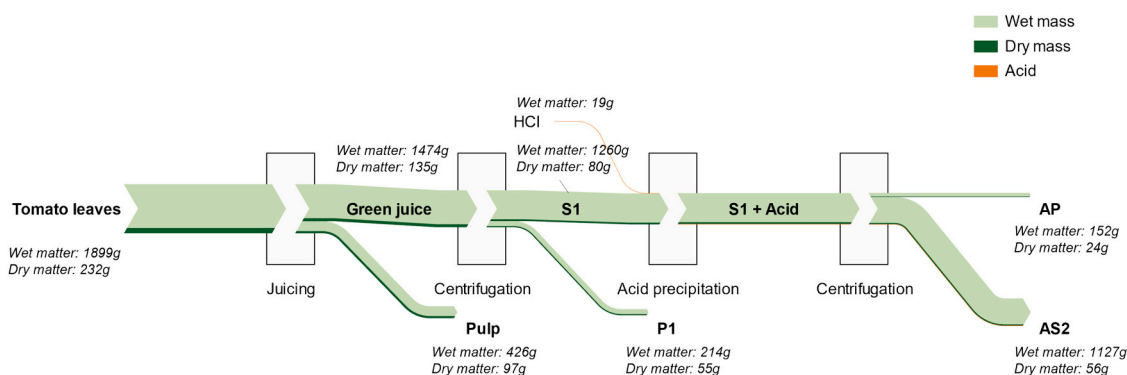 Wet mass
Dry mass
Acid
Wet matter: 19g
HCl
Wet matter: 1474g
Dry matter: 135g
Wet matter: 1260g
Dry matter: 80g
Tomato leaves
Green juice
S1
S1 + Acid
AP
Wet matter: 152g
Dry matter: 24g
Wet matter: 1899g
Dry matter: 232g
Juicing
Centrifugation
Acid precipitation
Centrifugation
Pulp
Wet matter: 426g
Dry matter: 97g
P1
Wet matter: 214g
Dry matter: 55g
AS2
Wet matter: 1127g
Dry matter: 56g